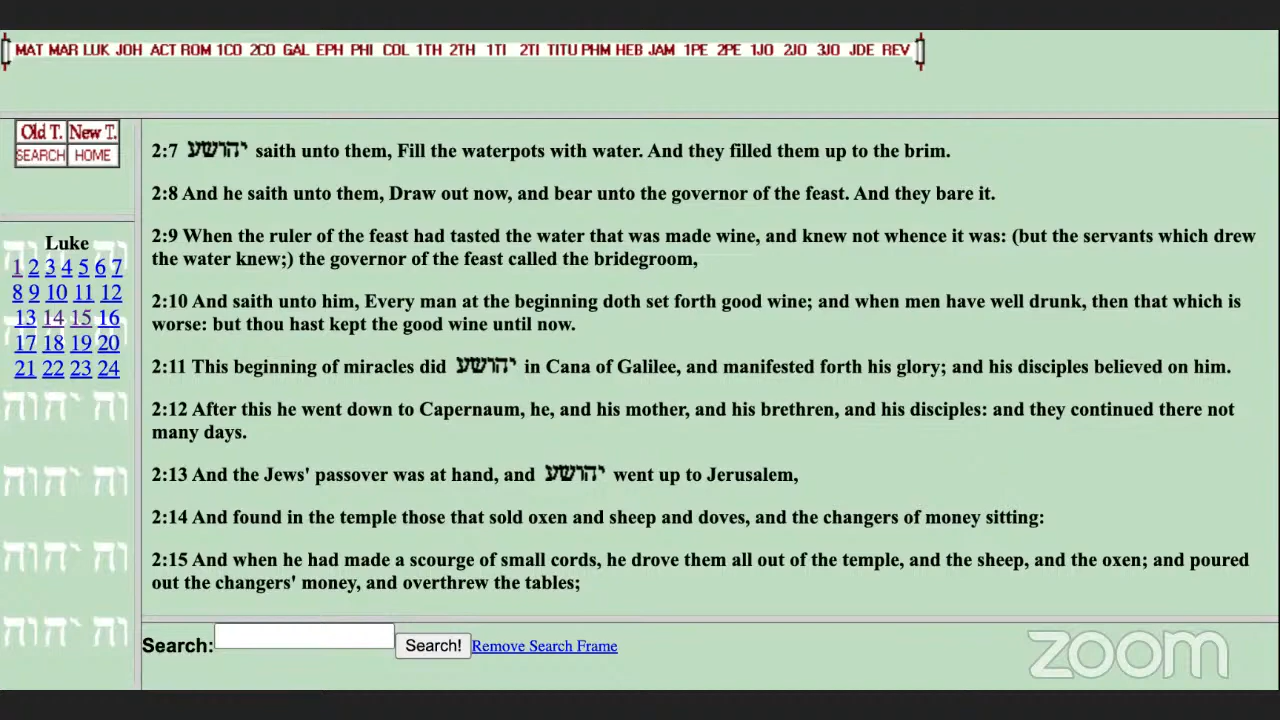 MAT MAR LUK JOH ACT ROM 1CO 2CO GAL EPH PHI COL 1TH 2TH 1TI 2TI TITU PHM HEB JAM 1PE 2PE 1JO 2JO 3JO JDE REV
Old T. New T.
SEARCH HOME
Luke
1 2 3 4 5 6 7
8 9 10 11 12
13 14 15 16
17 18 19 20
21 22 23 24
וה יהוה
וה יהוה
וה יהוה
וה יהוה
2:7 יהושע saith unto them, Fill the waterpots with water. And they filled them up to the brim.
2:8 And he saith unto them, Draw out now, and bear unto the governor of the feast. And they bare it.
2:9 When the ruler of the feast had tasted the water that was made wine, and knew not whence it was: (but the servants which drew
the water knew;) the governor of the feast called the bridegroom,
2:10 And saith unto him, Every man at the beginning doth set forth good wine; and when men have well drunk, then that which is
worse: but thou hast kept the good wine until now.
2:11 This beginning of miracles did יהושע in Cana of Galilee, and manifested forth his glory; and his disciples believed on him.
2:12 After this he went down to Capernaum, he, and his mother, and his brethren, and his disciples: and they continued there not
many days.
2:13 And the Jews' passover was at hand, and יהושע went up to Jerusalem,
2:14 And found in the temple those that sold oxen and sheep and doves, and the changers of money sitting:
2:15 And when he had made a scourge of small cords, he drove them all out of the temple, and the sheep, and the oxen; and poured
out the changers' money, and overthrew the tables;
Search: Search! Remove Search Frame
zoom